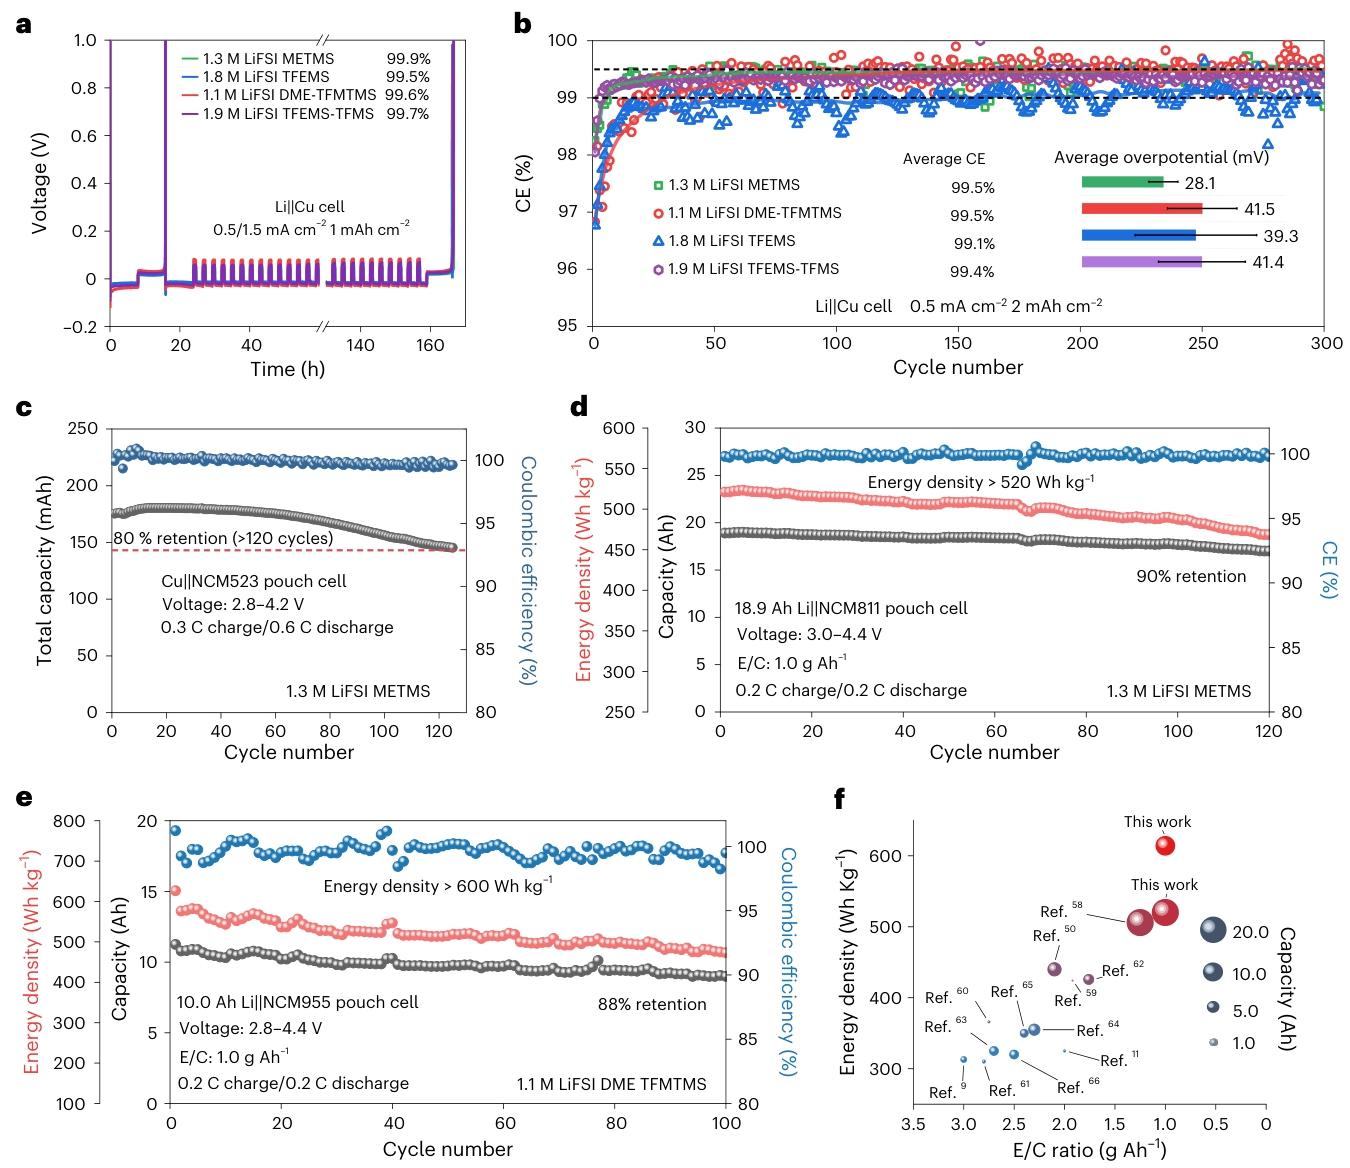 a
1.0
0.8
0.6
0.4
0.2
0
−0.2
Voltage (V)
1.3 M LiFSI METMS 99.9%
1.8 M LiFSI TFEMS 99.5%
1.1 M LiFSI DME-TFMTMS 99.6%
1.9 M LiFSI TFEMS-TFMS 99.7%
Li||Cu cell
0.5/1.5 mA cm−2 1 mAh cm−2
0 20 40 140 160
Time (h)
b
100
99
98
97
96
95
CE (%)
Average CE
Average overpotential (mV)
1.3 M LiFSI METMS 99.5% 28.1
1.1 M LiFSI DME-TFMTMS 99.5% 41.5
1.8 M LiFSI TFEMS 99.1% 39.3
1.9 M LiFSI TFEMS-TFMS 99.4% 41.4
Li||Cu cell 0.5 mA cm−2 2 mAh cm−2
0 50 100 150 200 250 300
Cycle number
c
250
200
150
100
50
0
Total capacity (mAh)
80 % retention (>120 cycles)
Cu||NCM523 pouch cell
Voltage: 2.8–4.2 V
0.3 C charge/0.6 C discharge
1.3 M LiFSI METMS
100
95
90
85
80
Coulombic efficiency (%)
0 20 40 60 80 100 120
Cycle number
d
600
550
500
450
400
350
300
250
Energy density (Wh kg−1)
30
25
20
15
10
5
0
Capacity (Ah)
Energy density > 520 Wh kg−1
90% retention
18.9 Ah Li||NCM811 pouch cell
Voltage: 3.0–4.4 V
E/C: 1.0 g Ah−1
0.2 C charge/0.2 C discharge
1.3 M LiFSI METMS
100
95
90
85
80
CE (%)
0 20 40 60 80 100 120
Cycle number
e
800
700
600
500
400
300
200
100
Energy density (Wh kg−1)
20
15
10
5
0
Capacity (Ah)
Energy density > 600 Wh kg−1
10.0 Ah Li||NCM955 pouch cell
88% retention
Voltage: 2.8–4.4 V
E/C: 1.0 g Ah−1
0.2 C charge/0.2 C discharge
1.1 M LiFSI DME TFMTMS
100
95
90
85
80
Coulombic efficiency (%)
0 20 40 60 80 100
Cycle number
f
600
500
400
300
Energy density (Wh Kg−1)
This work
This work
Ref. 58
Ref. 50
Ref. 62
Ref. 59
Ref. 65
Ref. 60
Ref. 63
Ref. 64
Ref. 11
Ref. 9
Ref. 61
Ref. 66
20.0
10.0
5.0
1.0
Capacity (Ah)
3.5 3.0 2.5 2.0 1.5 1.0 0.5 0
E/C ratio (g Ah−1)